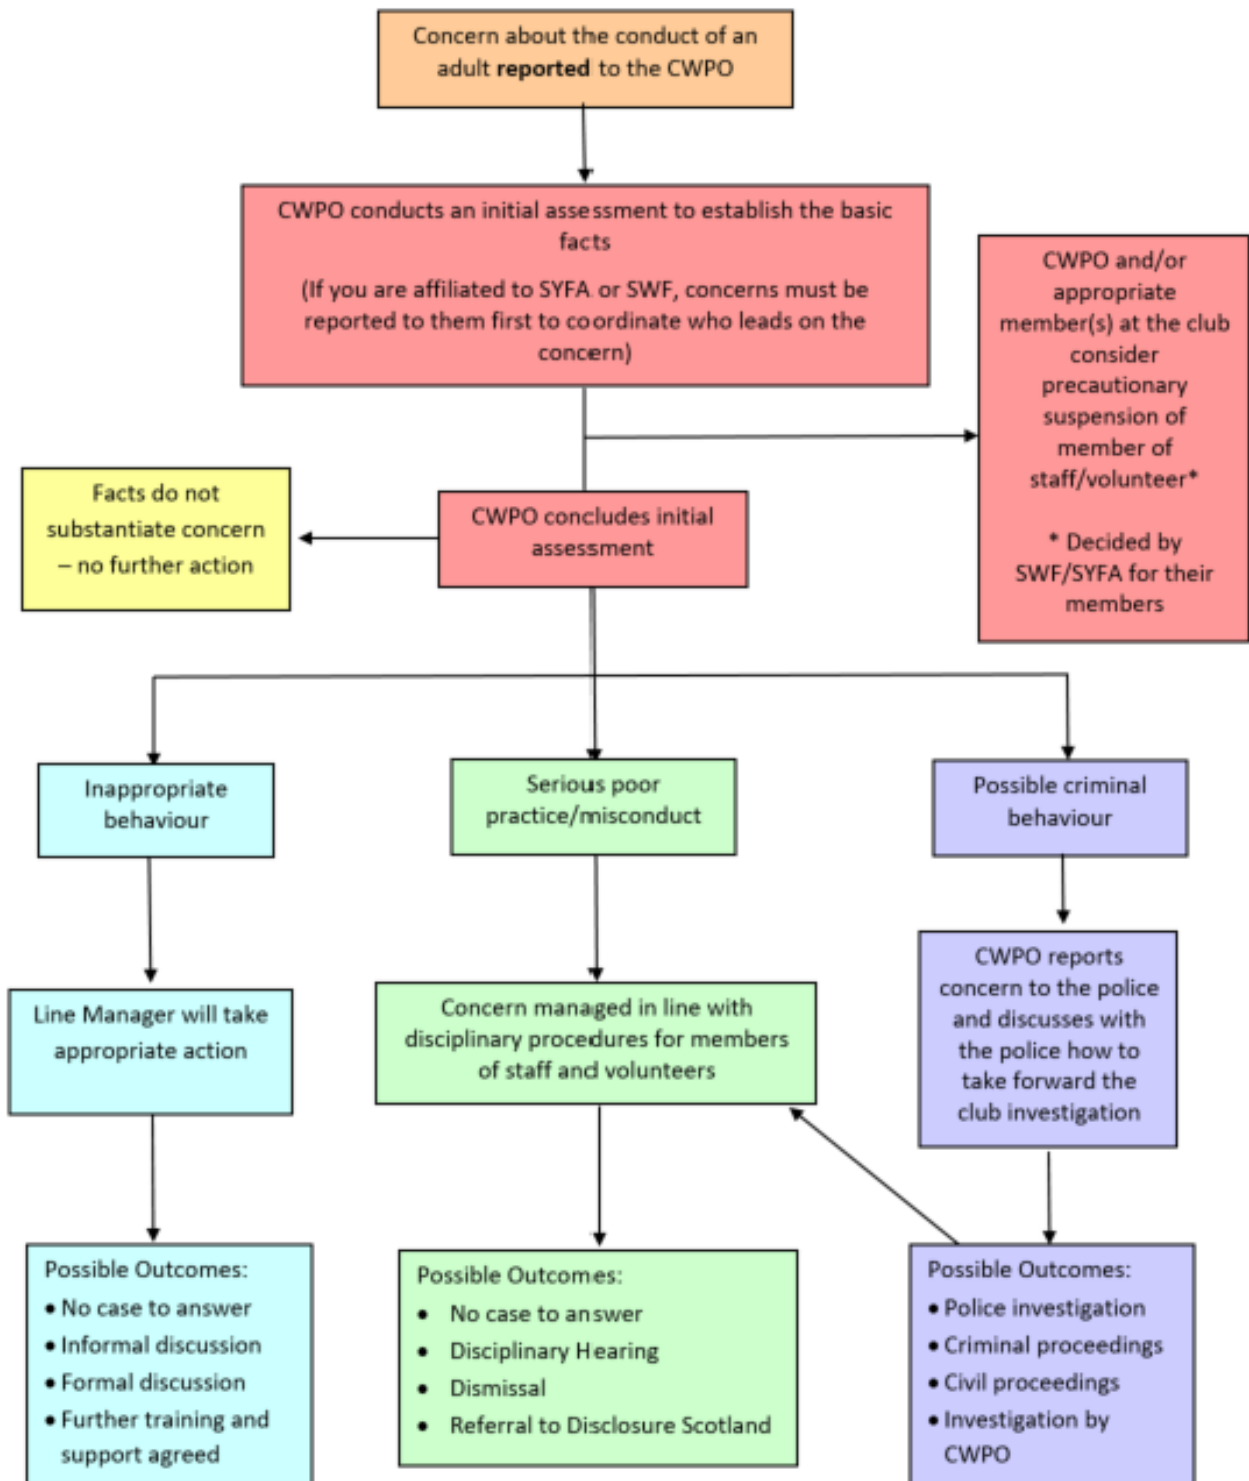 Concern about the conduct of an
adult reported to the CWPO
CWPO conducts an initial assessment to establish the basic
facts
(If you are affiliated to SYFA or SWF, concerns must be
reported to them first to coordinate who leads on the
concern)
CWPO and/or
appropriate
member(s) at the club
consider
precautionary
suspension of
member of
staff/volunteer*
* Decided by
SWF/SYFA for their
members
Facts do not
substantiate concern
– no further action
CWPO concludes initial
assessment
Inappropriate
behaviour
Serious poor
practice/misconduct
Possible criminal
behaviour
Line Manager will take
appropriate action
Concern managed in line with
disciplinary procedures for members
of staff and volunteers
CWPO reports
concern to the police
and discusses with
the police how to
take forward the
club investigation
Possible Outcomes:
• No case to answer
• Informal discussion
• Formal discussion
• Further training and
support agreed
Possible Outcomes:
• No case to answer
• Disciplinary Hearing
• Dismissal
• Referral to Disclosure Scotland
Possible Outcomes:
• Police investigation
• Criminal proceedings
• Civil proceedings
• Investigation by
CWPO